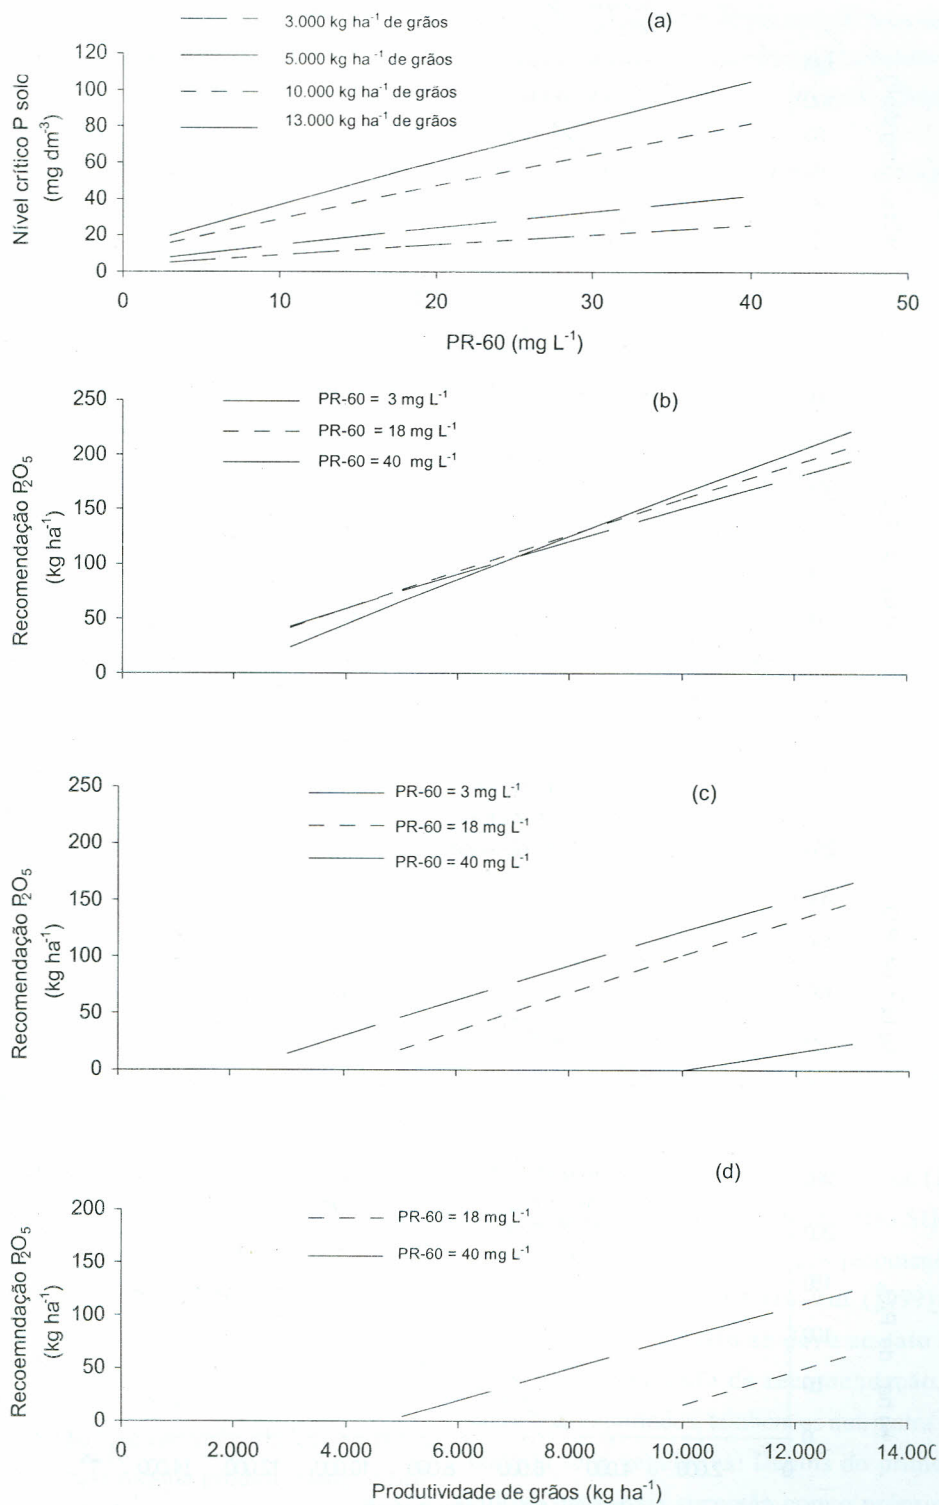 (a)
3.000 kg ha⁻¹ de grãos
5.000 kg ha⁻¹ de grãos
10.000 kg ha⁻¹ de grãos
13.000 kg ha⁻¹ de grãos
Nível crítico P solo
(mg dm⁻³)
120
100
80
60
40
20
0
0 10 20 30 40 50
PR-60 (mg L⁻¹)
(b)
PR-60 = 3 mg L⁻¹
PR-60 = 18 mg L⁻¹
PR-60 = 40 mg L⁻¹
Recomendação P₂O₅
(kg ha⁻¹)
250
200
150
100
50
0
(c)
PR-60 = 3 mg L⁻¹
PR-60 = 18 mg L⁻¹
PR-60 = 40 mg L⁻¹
Recomendação P₂O₅
(kg ha⁻¹)
250
200
150
100
50
0
(d)
PR-60 = 18 mg L⁻¹
PR-60 = 40 mg L⁻¹
Recoemndação P₂O₅
(kg ha⁻¹)
200
150
100
50
0
0 2.000 4.000 6.000 8.000 10.000 12.000 14.000
Produtividade de grãos (kg ha⁻¹)